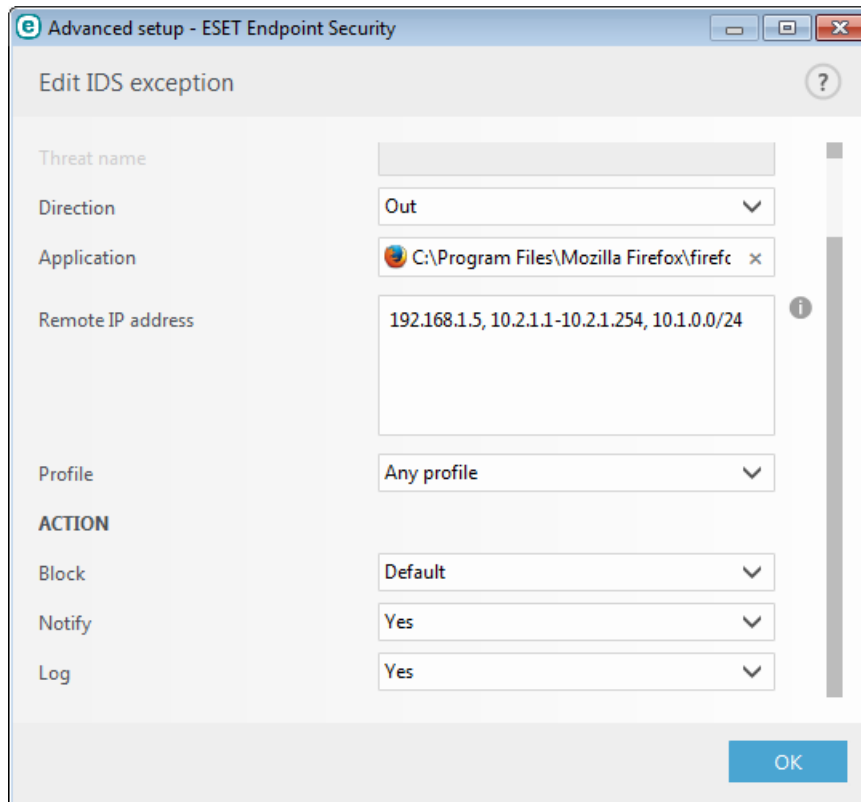 Advanced setup - ESET Endpoint Security
Edit IDS exception
?
Threat name
Direction
Out
Application
C:\Program Files\Mozilla Firefox\firefc
Remote IP address
192.168.1.5, 10.2.1.1-10.2.1.254, 10.1.0.0/24
Profile
Any profile
ACTION
Block
Default
Notify
Yes
Log
Yes
OK